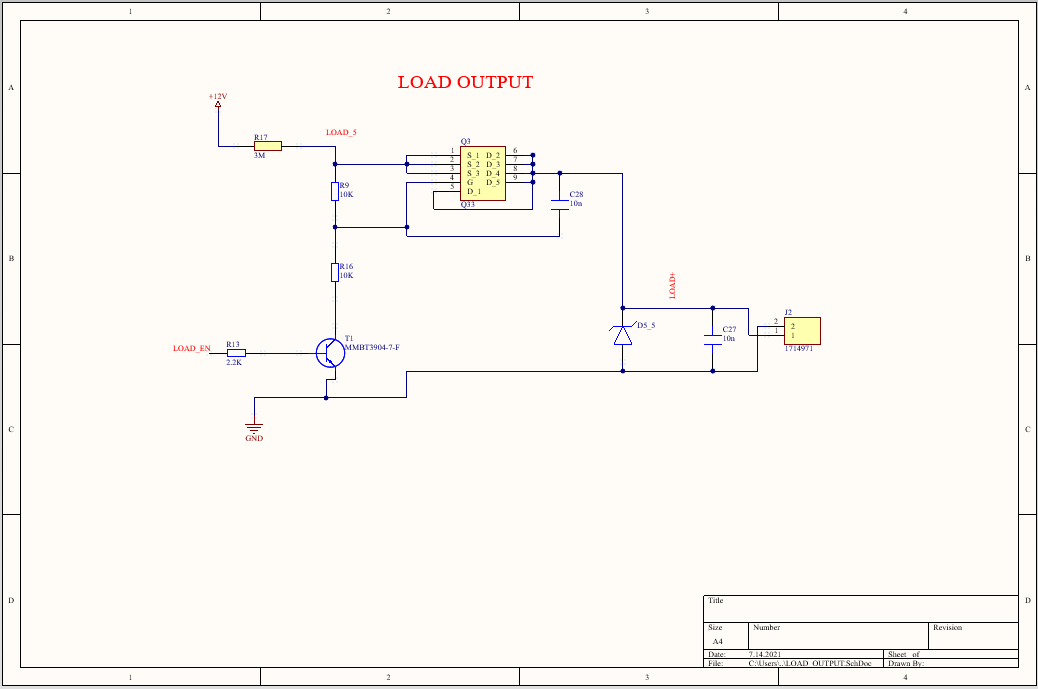 1 2 3 4
A A
LOAD OUTPUT
+12V
R17
3M
LOAD_5
Q3
1 S_1 D_2 6
2 S_2 D_3 7
3 S_3 D_4 8
4 G D_5 9
5 D_1
Q33
R9
10K
C28
10n
B B
R16
10K
LOAD+
J2
2 2
1 1
1714971
D5_5
C27
10n
LOAD_EN
R13
2.2K
T1
MMBT3904-7-F
GND
C C
D D
Title
Size Number Revision
A4
Date: 7.14.2021 Sheet of
File: C:\Users\..\LOAD_OUTPUT.SchDoc Drawn By:
1 2 3 4